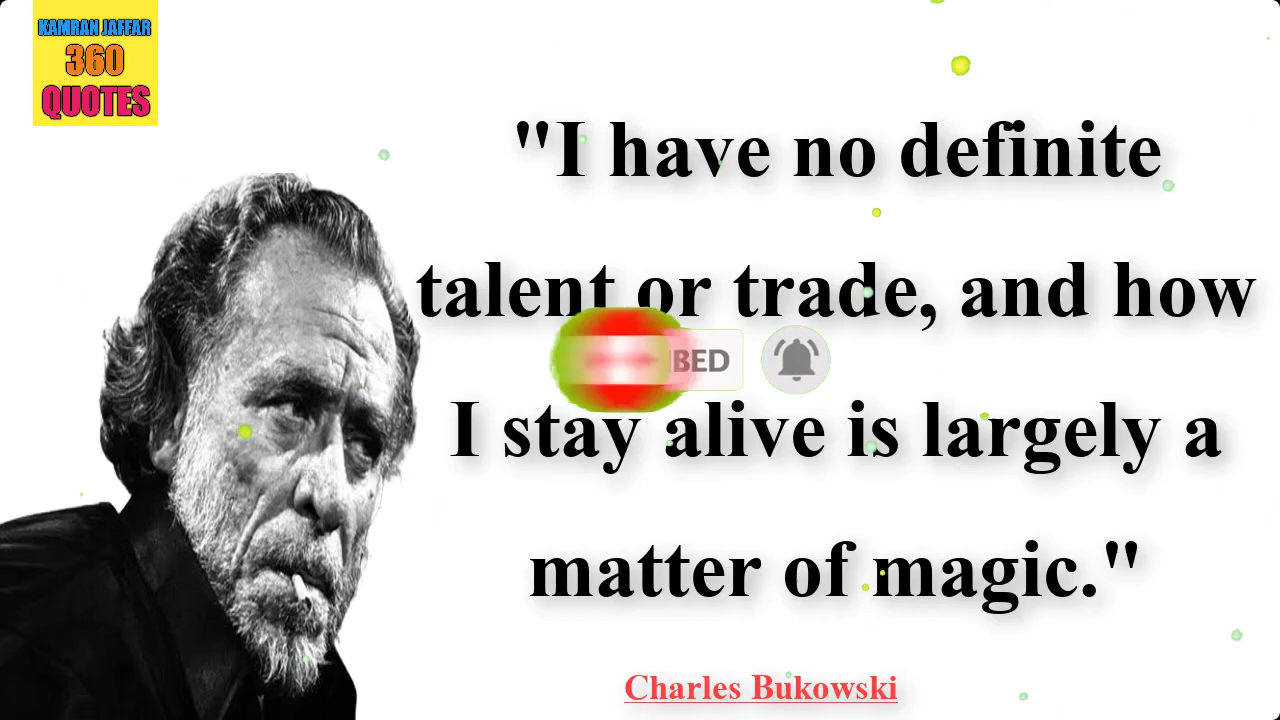 KAMRAN JAFFAR
360
QUOTES
"I have no definite
talent or trade, and how
BED
I stay alive is largely a
matter of magic."
Charles Bukowski